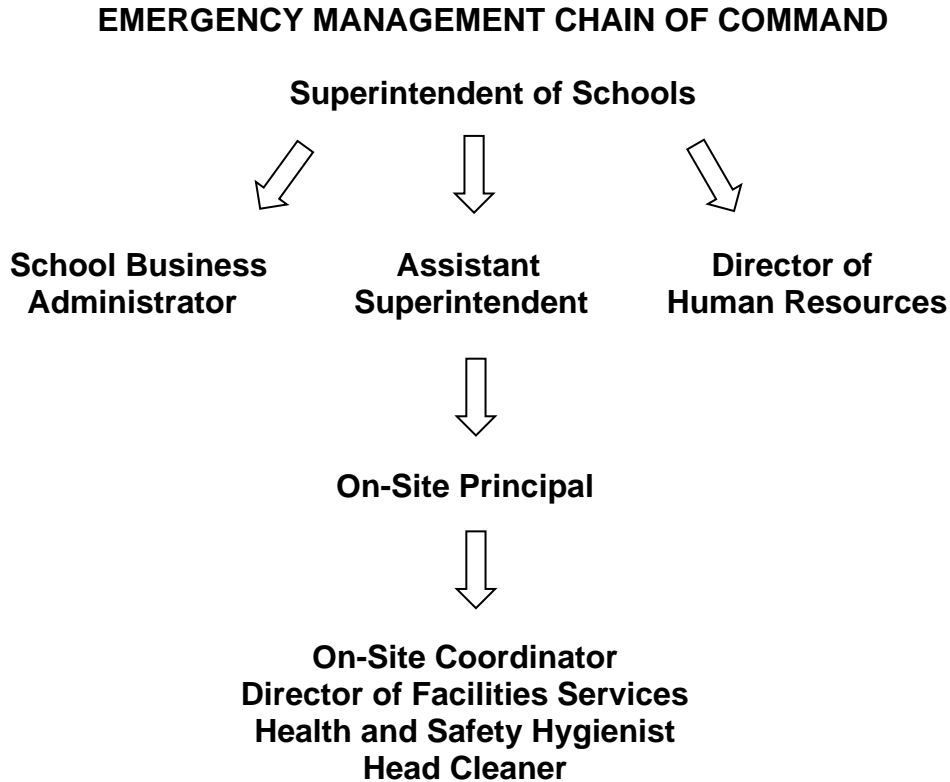 EMERGENCY MANAGEMENT CHAIN OF COMMAND
Superintendent of Schools
School Business
Administrator
Assistant
Superintendent
Director of
Human Resources
On-Site Principal
On-Site Coordinator
Director of Facilities Services
Health and Safety Hygienist
Head Cleaner